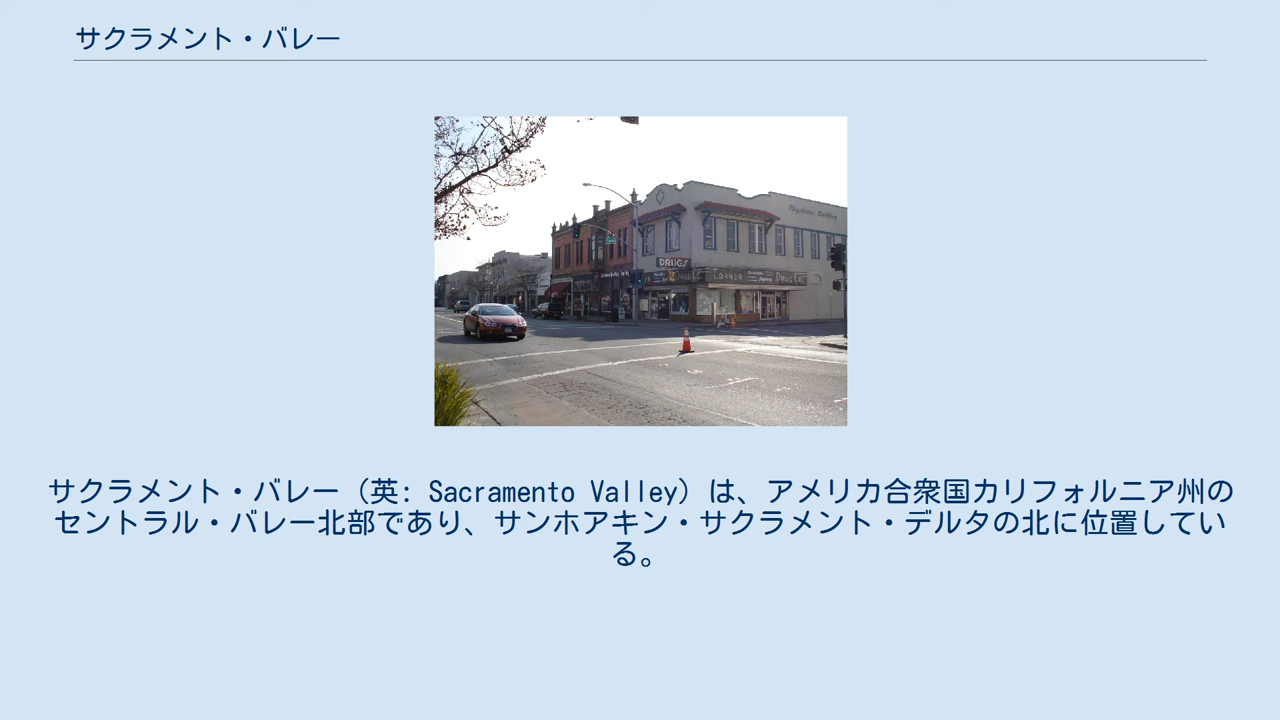 サクラメント・バレー
DRUGS
CORNER DRUG CO.
サクラメント・バレー（英: Sacramento Valley）は、アメリカ合衆国カリフォルニア州の
セントラル・バレー北部であり、サンホアキン・サクラメント・デルタの北に位置してい
る。